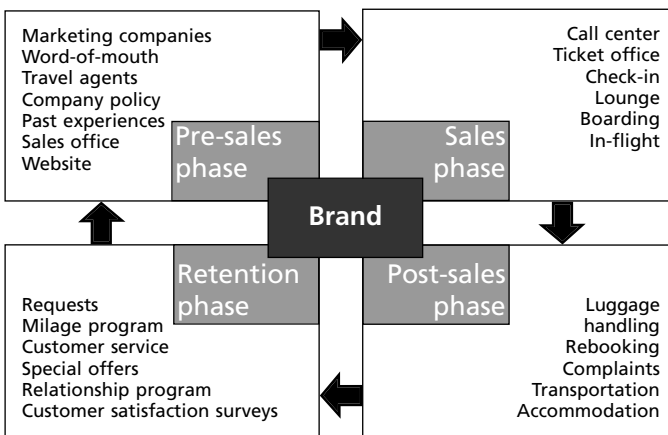 Marketing companies
Word-of-mouth
Travel agents
Company policy
Past experiences
Sales office
Website
Pre-sales
phase
Call center
Ticket office
Check-in
Lounge
Boarding
In-flight
Sales
phase
Brand
Retention
phase
Requests
Milage program
Customer service
Special offers
Relationship program
Customer satisfaction surveys
Post-sales
phase
Luggage
handling
Rebooking
Complaints
Transportation
Accommodation